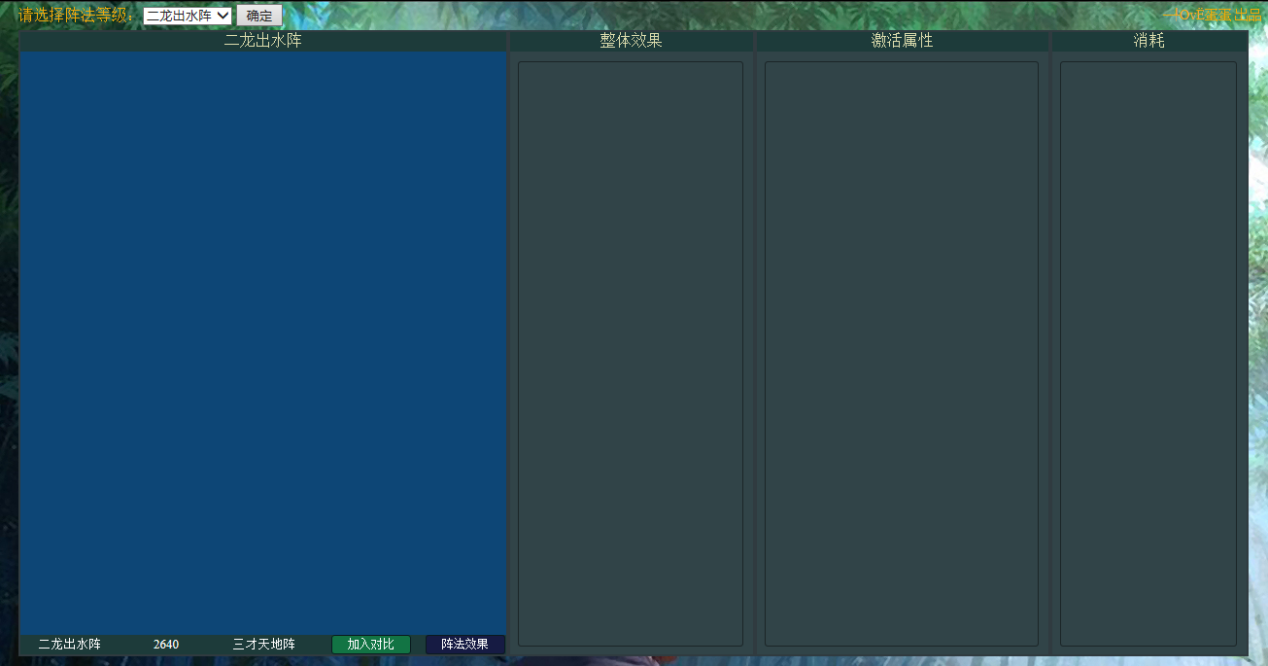 请选择阵法等级： 二龙出水阵 确定
二龙出水阵 整体效果 激活属性 消耗
二龙出水阵 2640 三才天地阵 加入对比 阵法效果